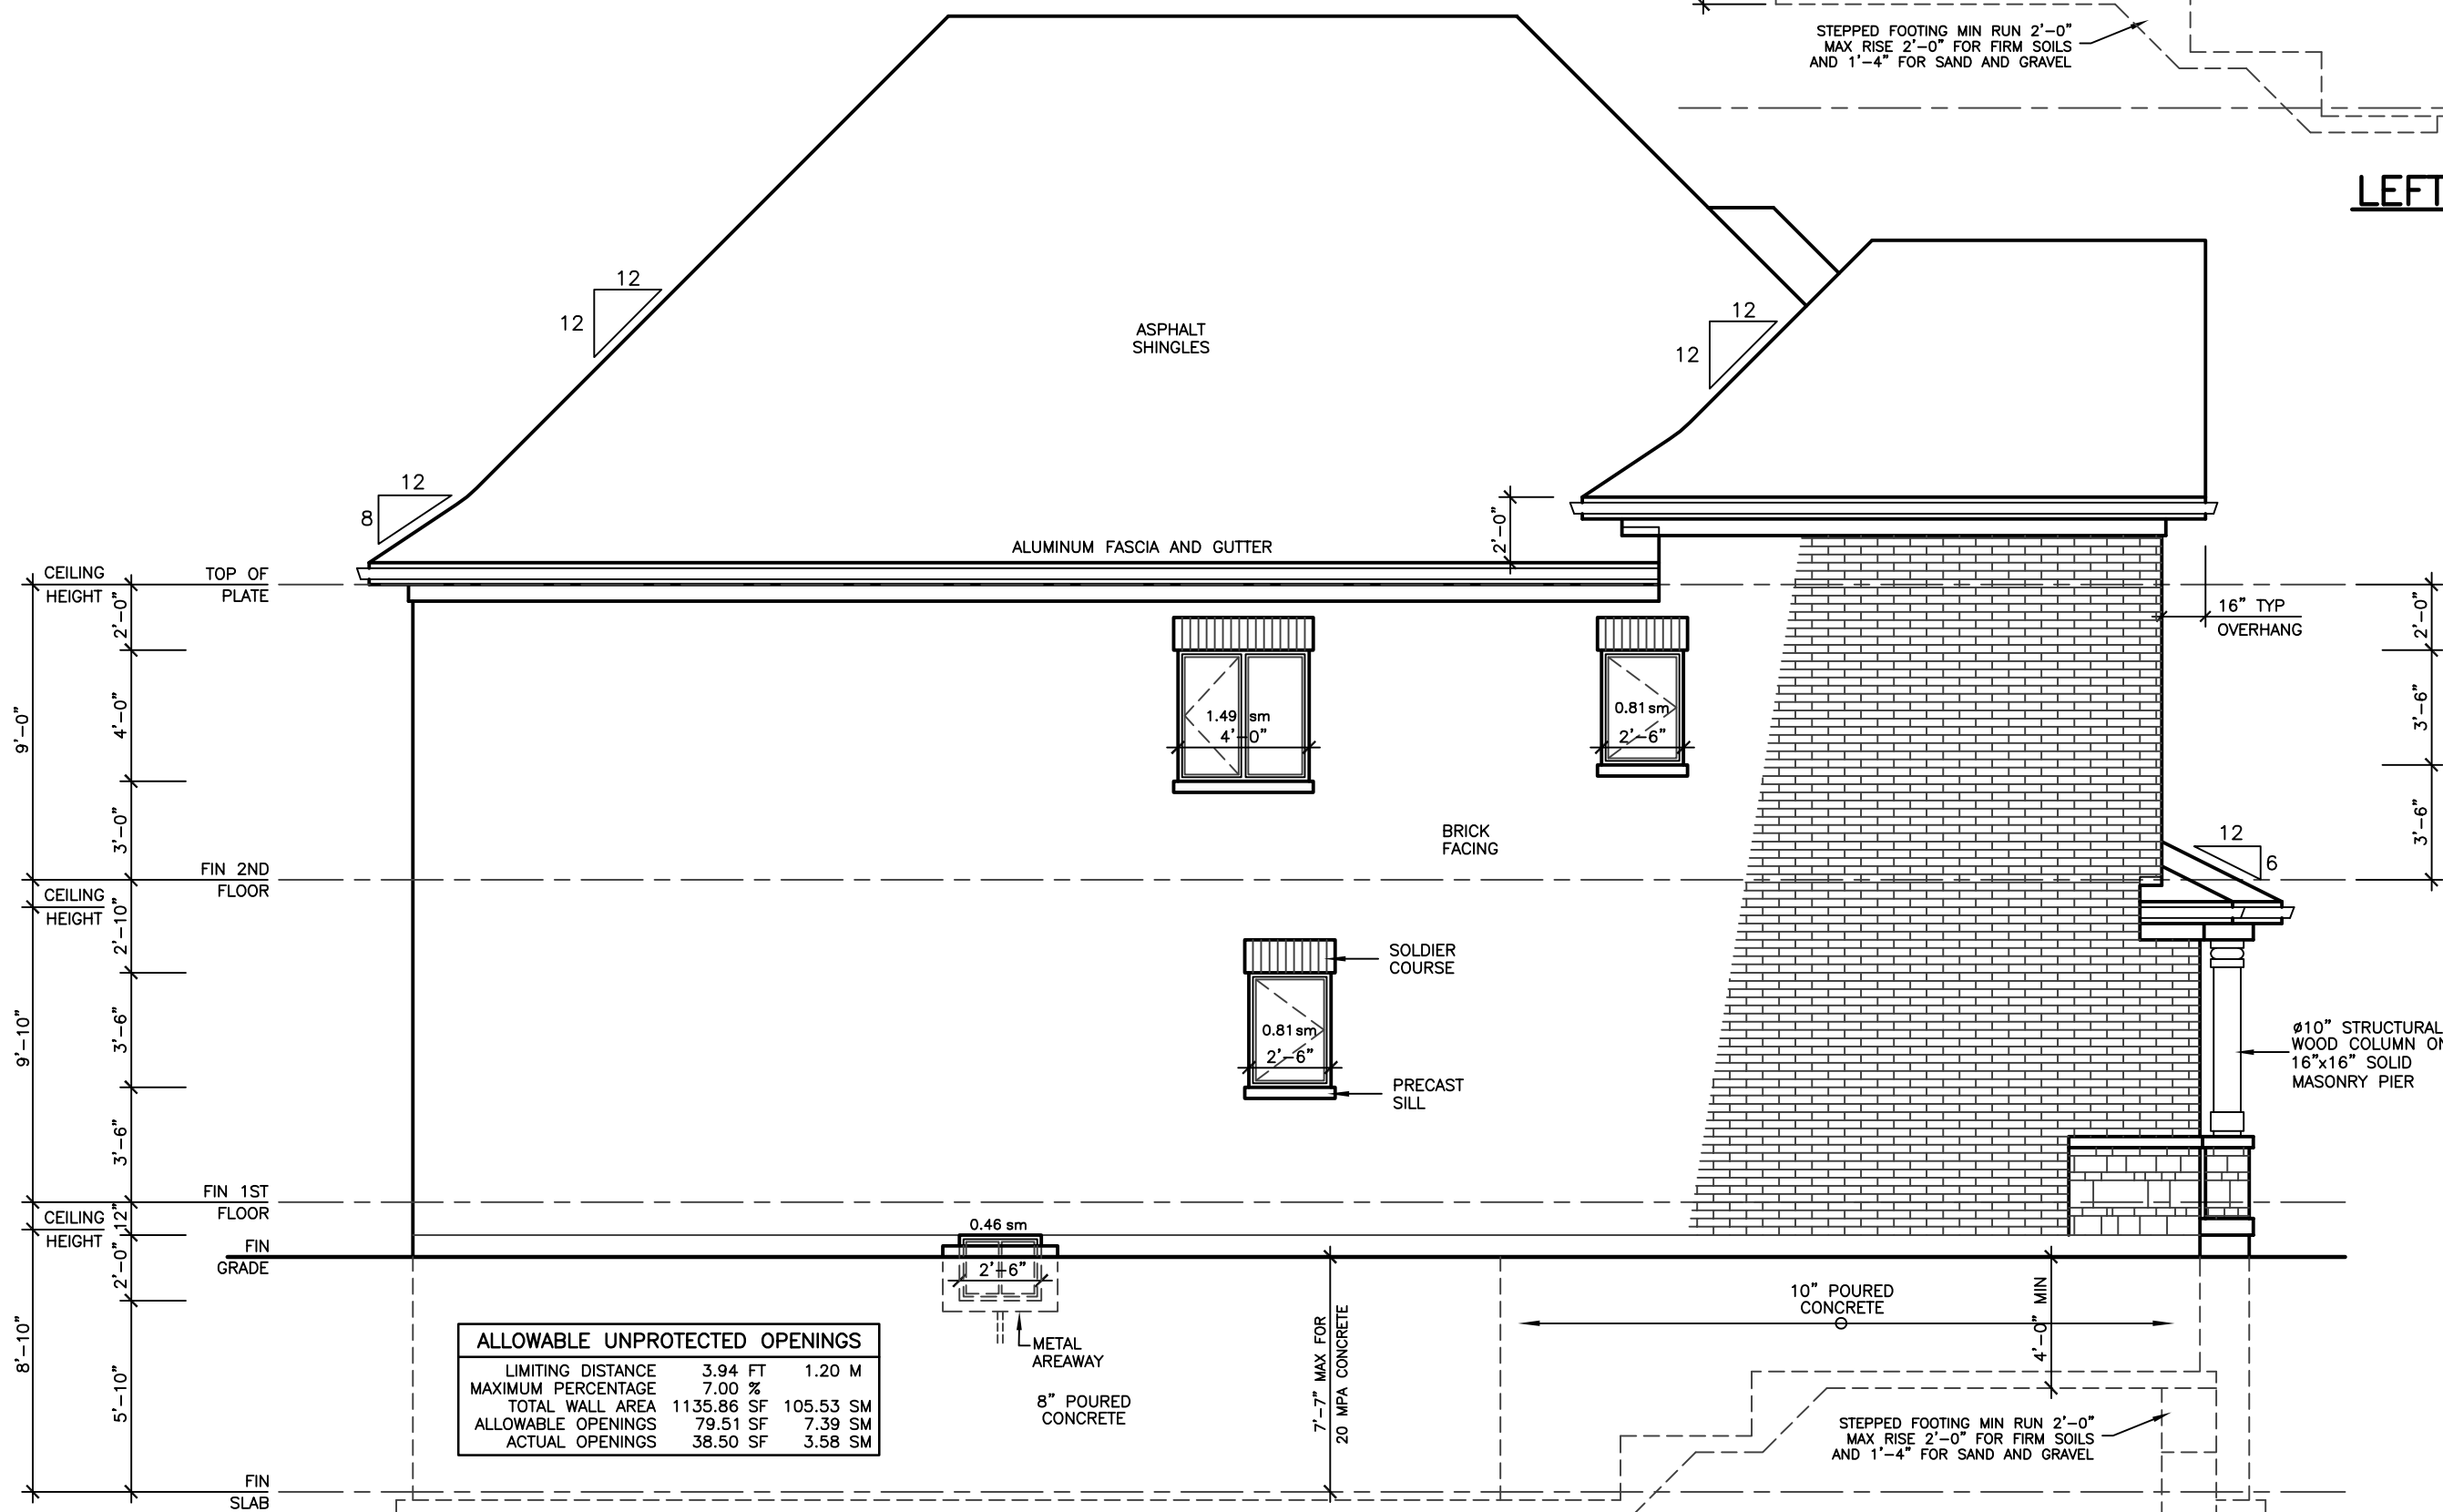 STEPPED FOOTING MIN RUN 2'-0"
MAX RISE 2'-0" FOR FIRM SOILS
AND 1'-4" FOR SAND AND GRAVEL
LEFT
12
12
12
12
ASPHALT
SHINGLES
12
8
2'-0"
ALUMINUM FASCIA AND GUTTER
CEILING
HEIGHT
TOP OF
PLATE
2'-0"
4'-0"
3'-0"
9'-0"
16" TYP
OVERHANG
2'-0"
3'-6"
3'-6"
1.49 sm
4'-0"
0.81 sm
2'-6"
BRICK
FACING
12
6
FIN 2ND
FLOOR
CEILING
HEIGHT
2'-10"
3'-6"
3'-6"
9'-10"
SOLDIER
COURSE
0.81 sm
2'-6"
PRECAST
SILL
ø10" STRUCTURAL
WOOD COLUMN ON
16"x16" SOLID
MASONRY PIER
FIN 1ST
FLOOR
CEILING
HEIGHT
12"
2'-0"
5'-10"
8'-10"
FIN
GRADE
0.46 sm
2'-6"
METAL
AREAWAY
8" POURED
CONCRETE
7'-7" MAX FOR
20 MPA CONCRETE
10" POURED
CONCRETE
4'-0" MIN
ALLOWABLE UNPROTECTED OPENINGS
LIMITING DISTANCE 3.94 FT 1.20 M
MAXIMUM PERCENTAGE 7.00 %
TOTAL WALL AREA 1135.86 SF 105.53 SM
ALLOWABLE OPENINGS 79.51 SF 7.39 SM
ACTUAL OPENINGS 38.50 SF 3.58 SM
STEPPED FOOTING MIN RUN 2'-0"
MAX RISE 2'-0" FOR FIRM SOILS
AND 1'-4" FOR SAND AND GRAVEL
FIN
SLAB